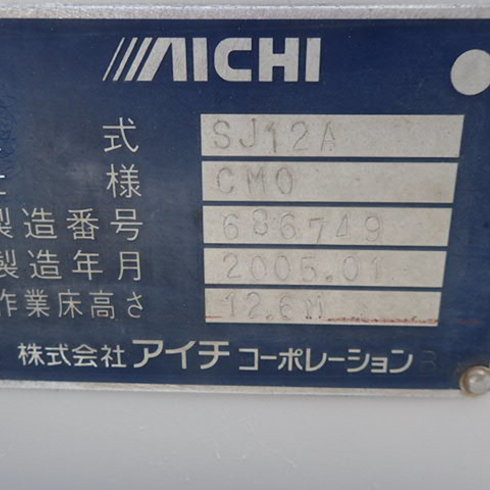 AICHI
式 SJ12A
様 CM0
製造番号 686749
製造年月 2005.01
作業床高さ 12.6M
株式会社 アイチ コーポレーション